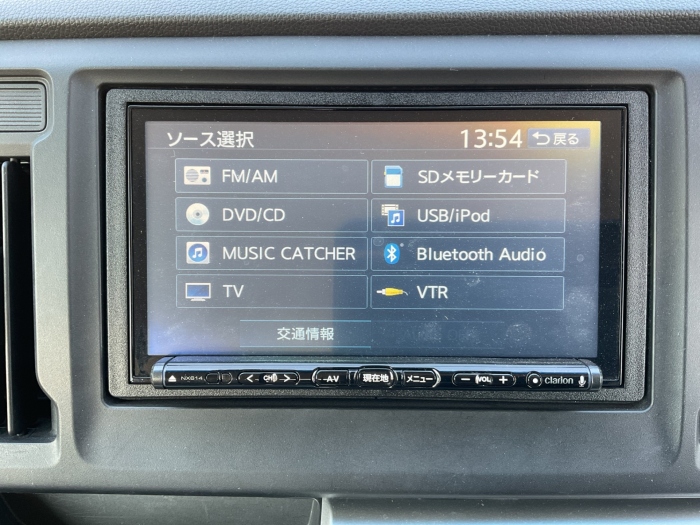 ソース選択 13:54 戻る
FM/AM SDメモリーカード
DVD/CD USB/iPod
MUSIC CATCHER Bluetooth Audio
TV VTR
交通情報
NX614 < CH > A·V 現在地 メニュー − VOL + clarion